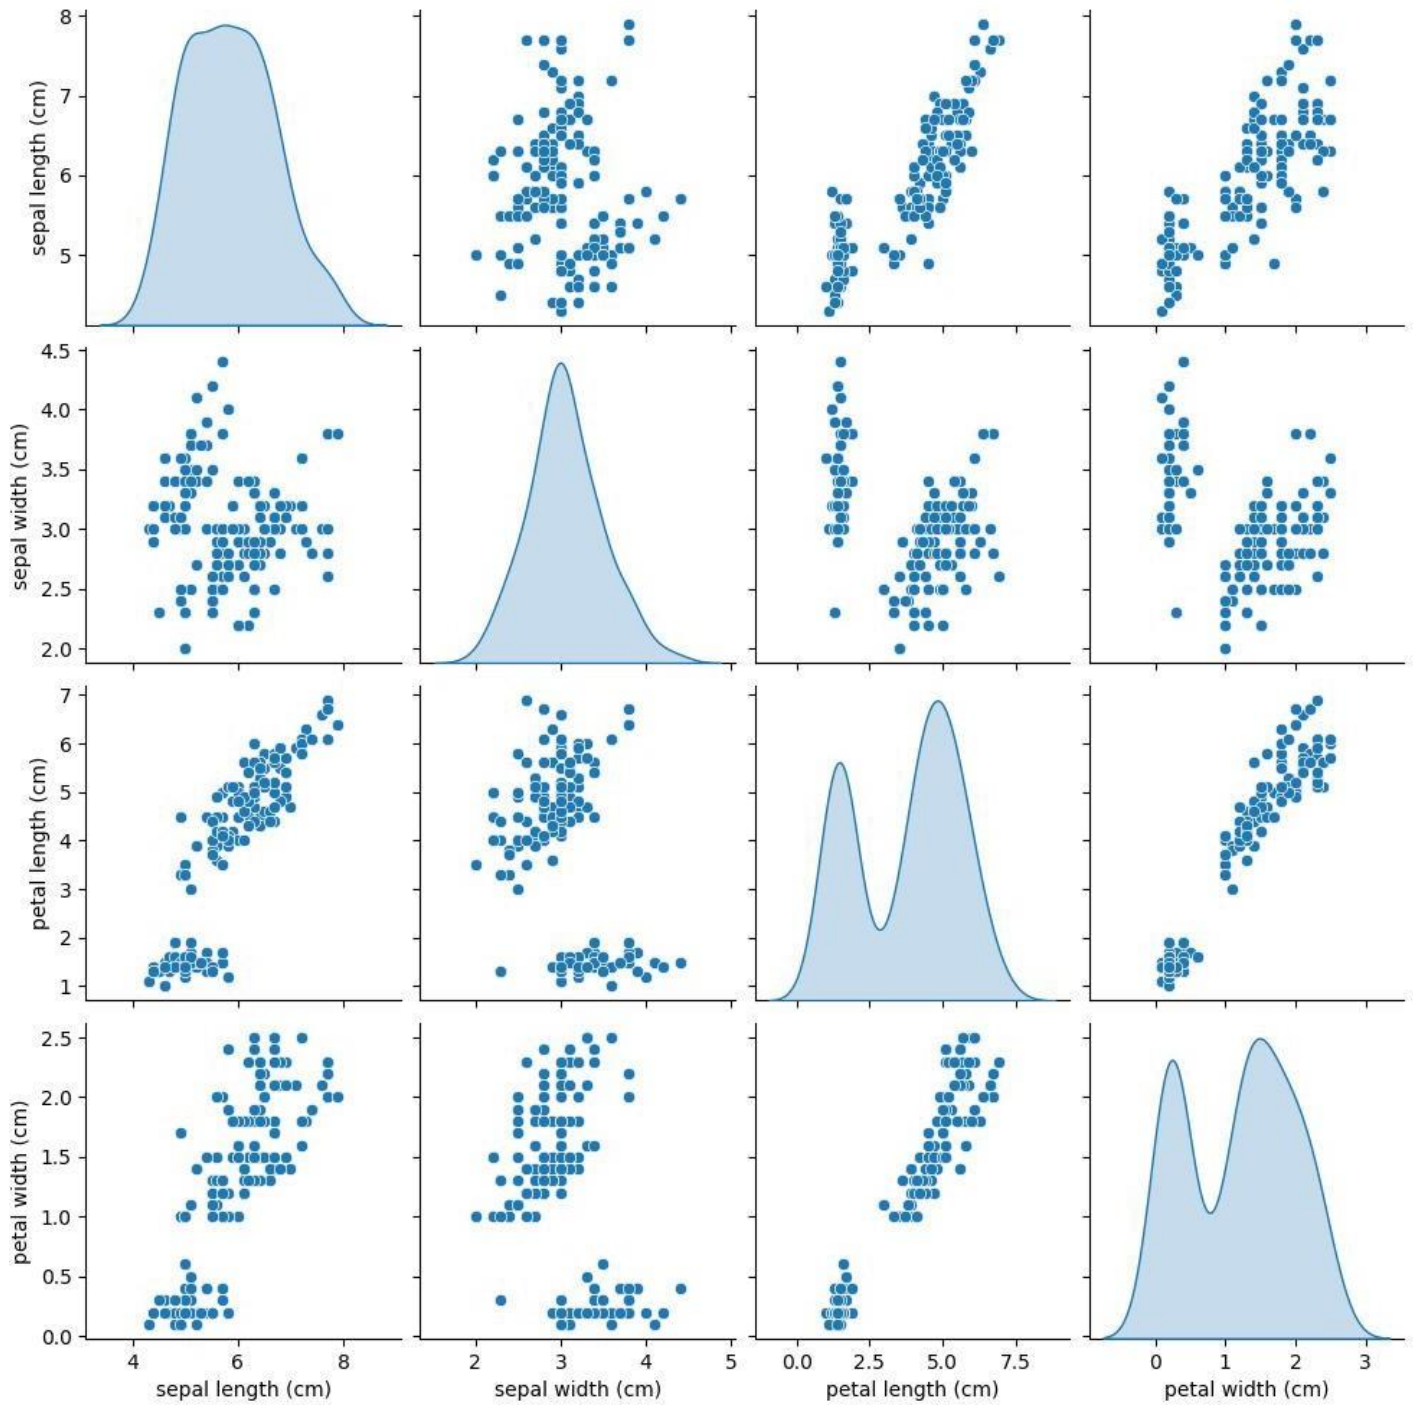 8
7
6
5
sepal length (cm)
4.5
4.0
3.5
3.0
2.5
2.0
sepal width (cm)
7
6
5
4
3
2
1
petal length (cm)
2.5
2.0
1.5
1.0
0.5
0.0
petal width (cm)
4 6 8
2 3 4 5
0.0 2.5 5.0 7.5
0 1 2 3
sepal length (cm)
sepal width (cm)
petal length (cm)
petal width (cm)